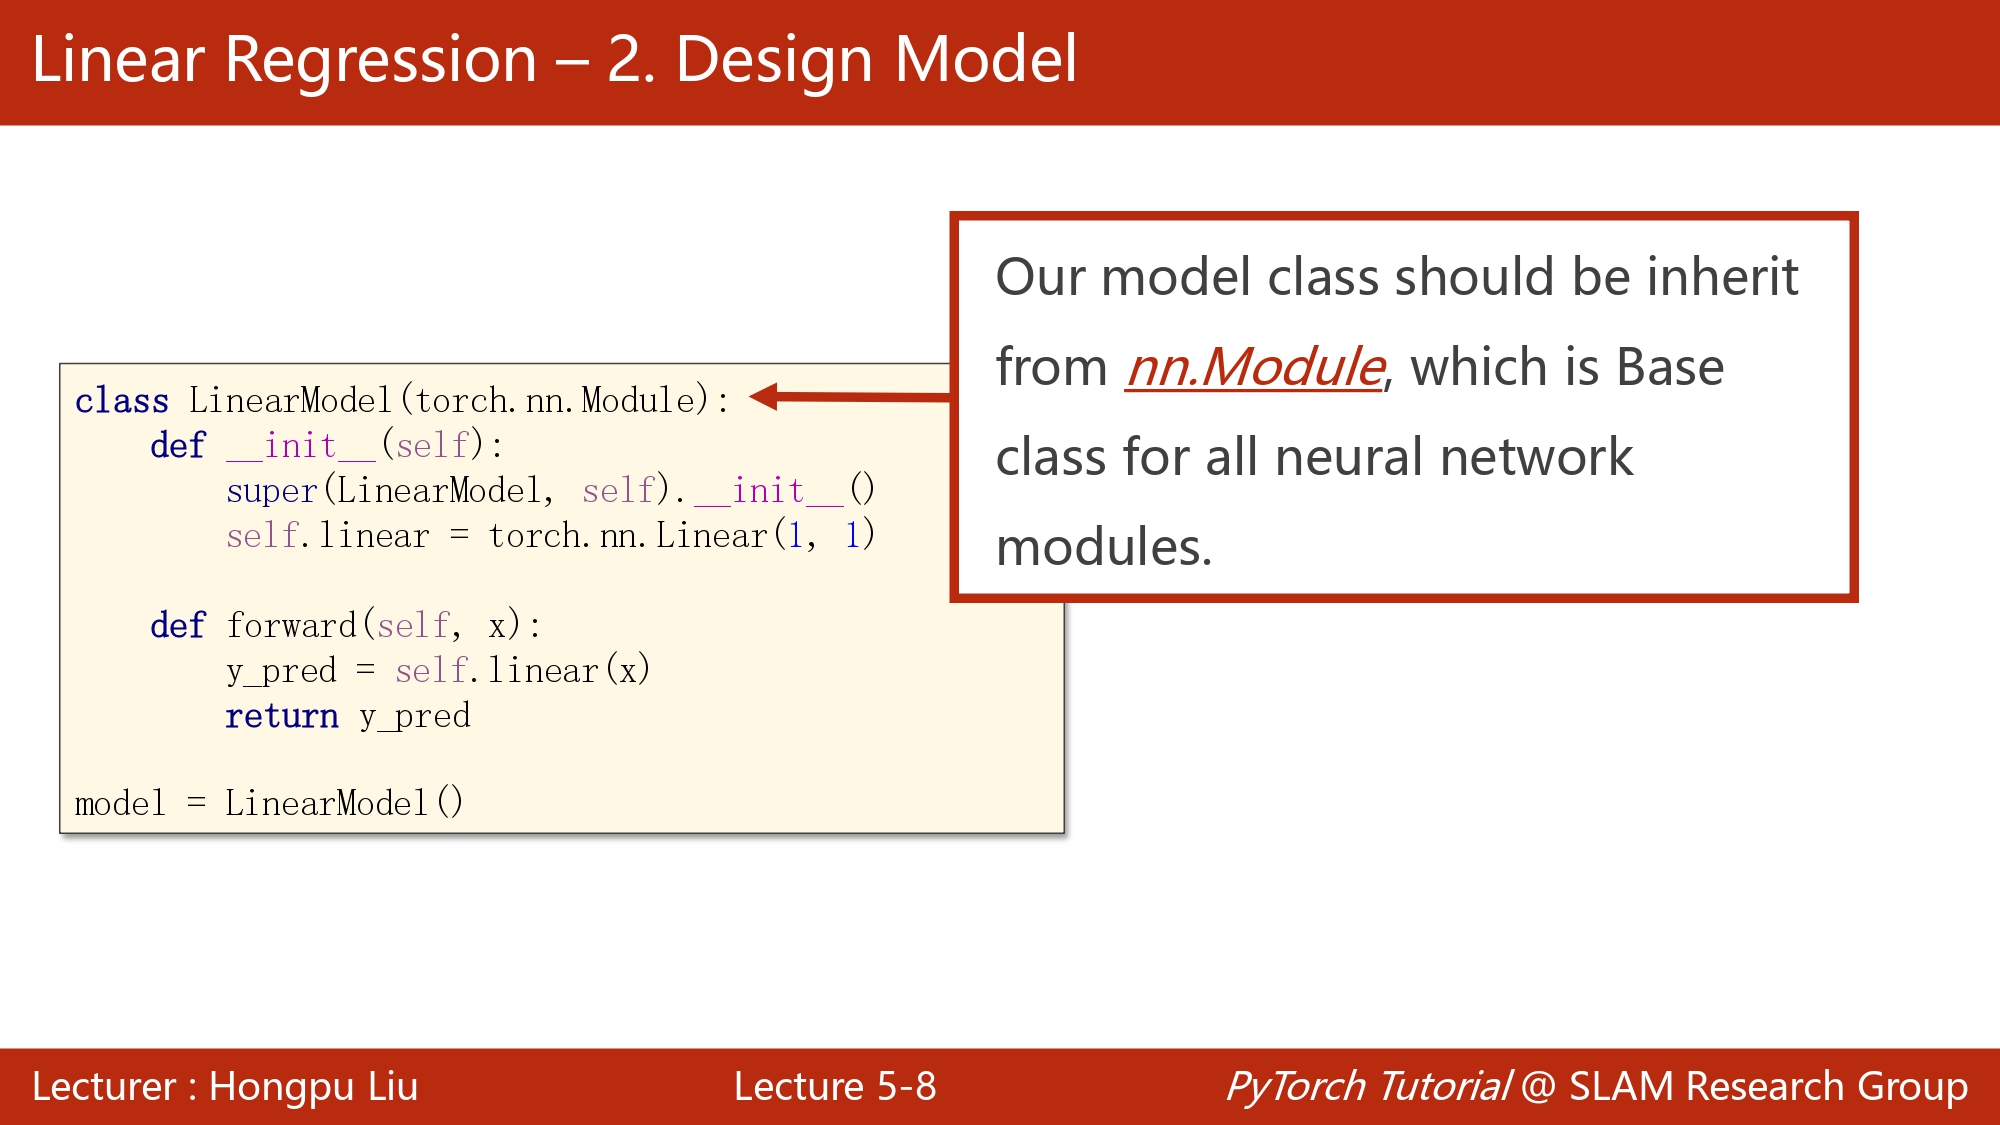 Linear Regression – 2. Design Model
class LinearModel(torch.nn.Module):
    def __init__(self):
        super(LinearModel, self).__init__()
        self.linear = torch.nn.Linear(1, 1)

    def forward(self, x):
        y_pred = self.linear(x)
        return y_pred

model = LinearModel()
Our model class should be inherit
from nn.Module, which is Base
class for all neural network
modules.
Lecturer : Hongpu Liu
Lecture 5-8
PyTorch Tutorial @ SLAM Research Group